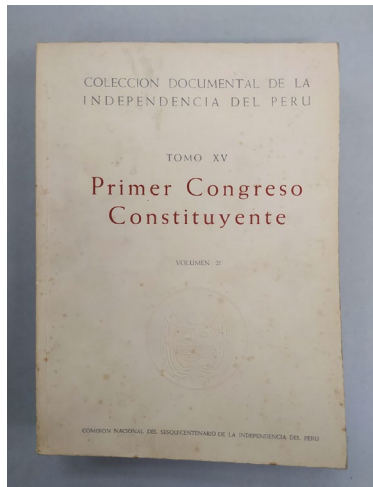 COLECCION DOCUMENTAL DE LA
INDEPENDENCIA DEL PERU
TOMO XV
Primer Congreso
Constituyente
VOLUMEN
COMISION NACIONAL DEL SESQUICENTENARIO DE LA INDEPENDENCIA DEL PERU